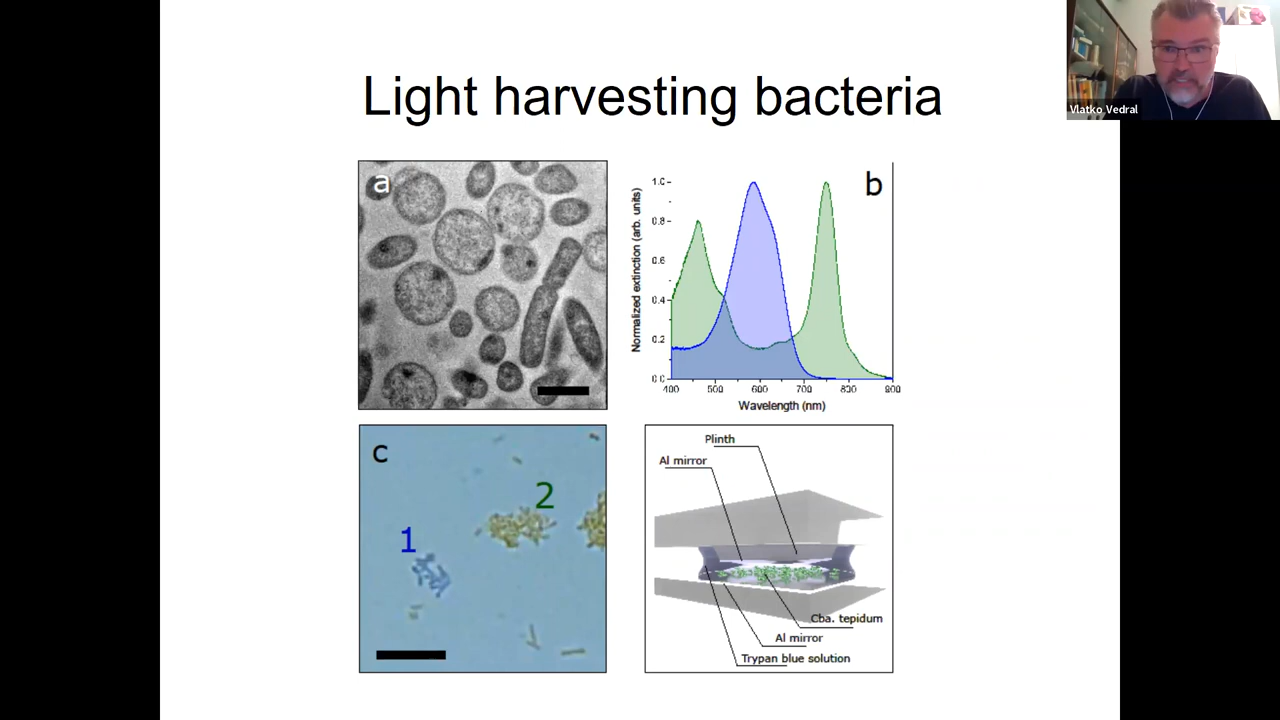 Light harvesting bacteria
Vlatko Vedral
a
b
Normalized extinction (arb. units)
1.0
0.8
0.6
0.4
0.2
0.0
400 500 600 700 800 900
Wavelength (nm)
c
1
2
Plinth
Al mirror
Cba. tepidum
Al mirror
Trypan blue solution